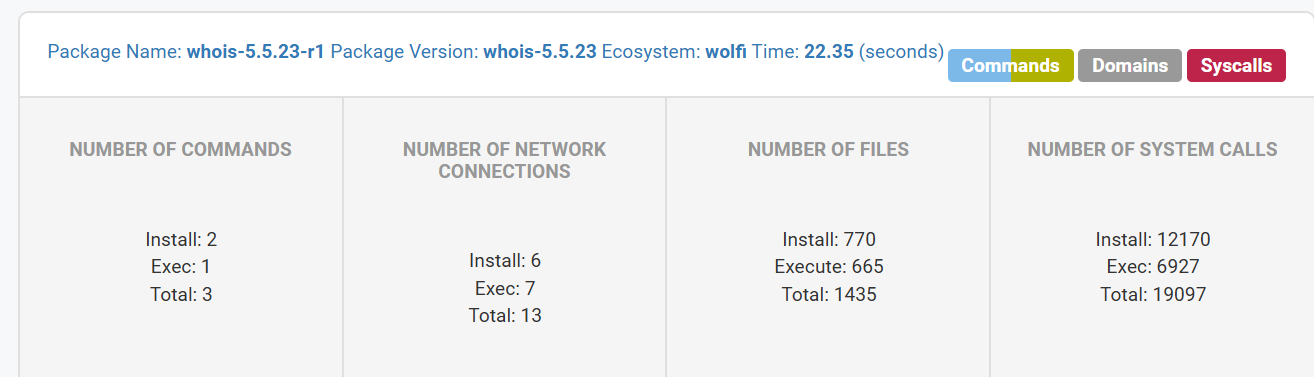 Package Name: whois-5.5.23-r1 Package Version: whois-5.5.23 Ecosystem: wolfi Time: 22.35 (seconds)
Commands Domains Syscalls
NUMBER OF COMMANDS
Install: 2
Exec: 1
Total: 3
NUMBER OF NETWORK
CONNECTIONS
Install: 6
Exec: 7
Total: 13
NUMBER OF FILES
Install: 770
Execute: 665
Total: 1435
NUMBER OF SYSTEM CALLS
Install: 12170
Exec: 6927
Total: 19097